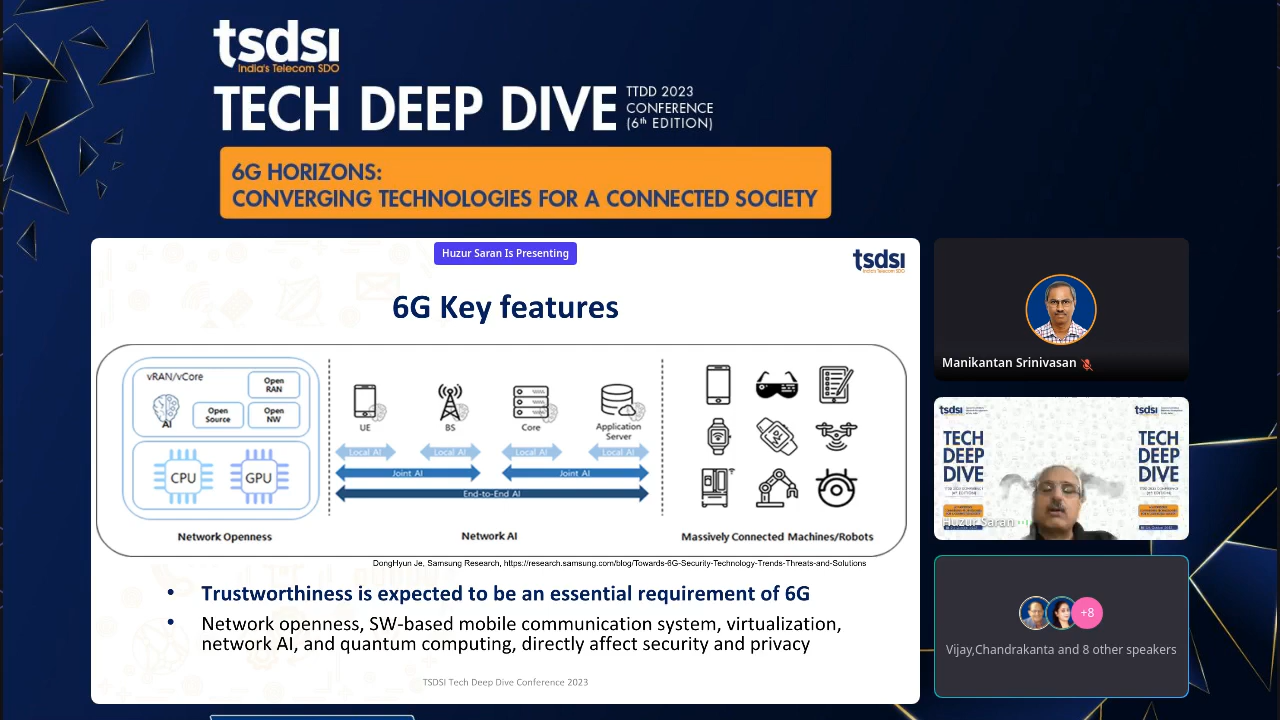 tsdsi
India's Telecom SDO
TECH DEEP DIVE
TTDD 2023
CONFERENCE
(6th EDITION)
6G HORIZONS:
CONVERGING TECHNOLOGIES FOR A CONNECTED SOCIETY
Huzur Saran Is Presenting
tsdsi
India's Telecom SDO
6G Key features
vRAN/vCore
Open
RAN
AI
Open
Source
Open
NW
CPU
GPU
Network Openness
UE
BS
Core
Application
Server
Local AI
Local AI
Local AI
Local AI
Joint AI
Joint AI
End-to-End AI
Network AI
Massively Connected Machines/Robots
DongHyun Je, Samsung Research, https://research.samsung.com/blog/Towards-6G-Security-Technology-Trends-Threats-and-Solutions
• Trustworthiness is expected to be an essential requirement of 6G
• Network openness, SW-based mobile communication system, virtualization,
network AI, and quantum computing, directly affect security and privacy
TSDSI Tech Deep Dive Conference 2023
Manikantan Srinivasan
tsdsi
tsdsi
TECH
DEEP
DIVE
TECH
DEEP
DIVE
Huzur Saran
+8
Vijay,Chandrakanta and 8 other speakers